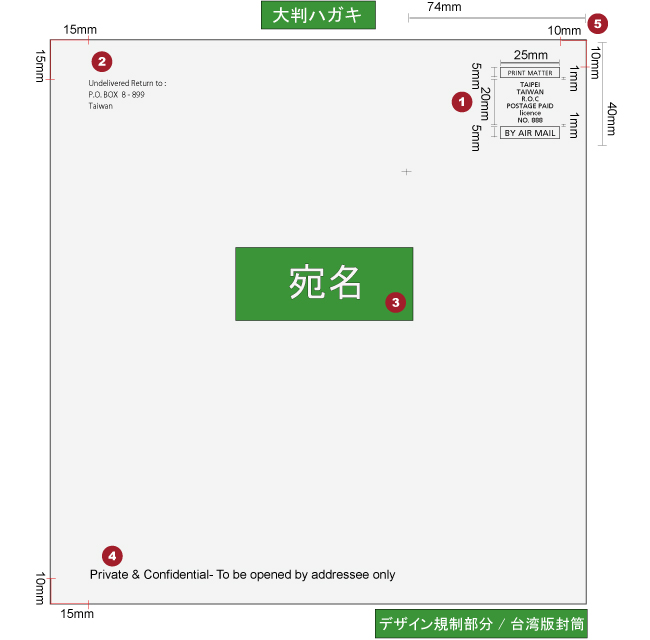 大判ハガキ
74mm
5
15mm
10mm
15mm
2
Undelivered Return to :
P.O. BOX 8 - 899
Taiwan
25mm
5mm
PRINT MATTER
1mm
10mm
1
20mm
TAIPEI
TAIWAN
R.O.C
POSTAGE PAID
licence
NO. 888
40mm
5mm
BY AIR MAIL
1mm
宛名
3
4
Private & Confidential- To be opened by addressee only
10mm
15mm
デザイン規制部分 / 台湾版封筒